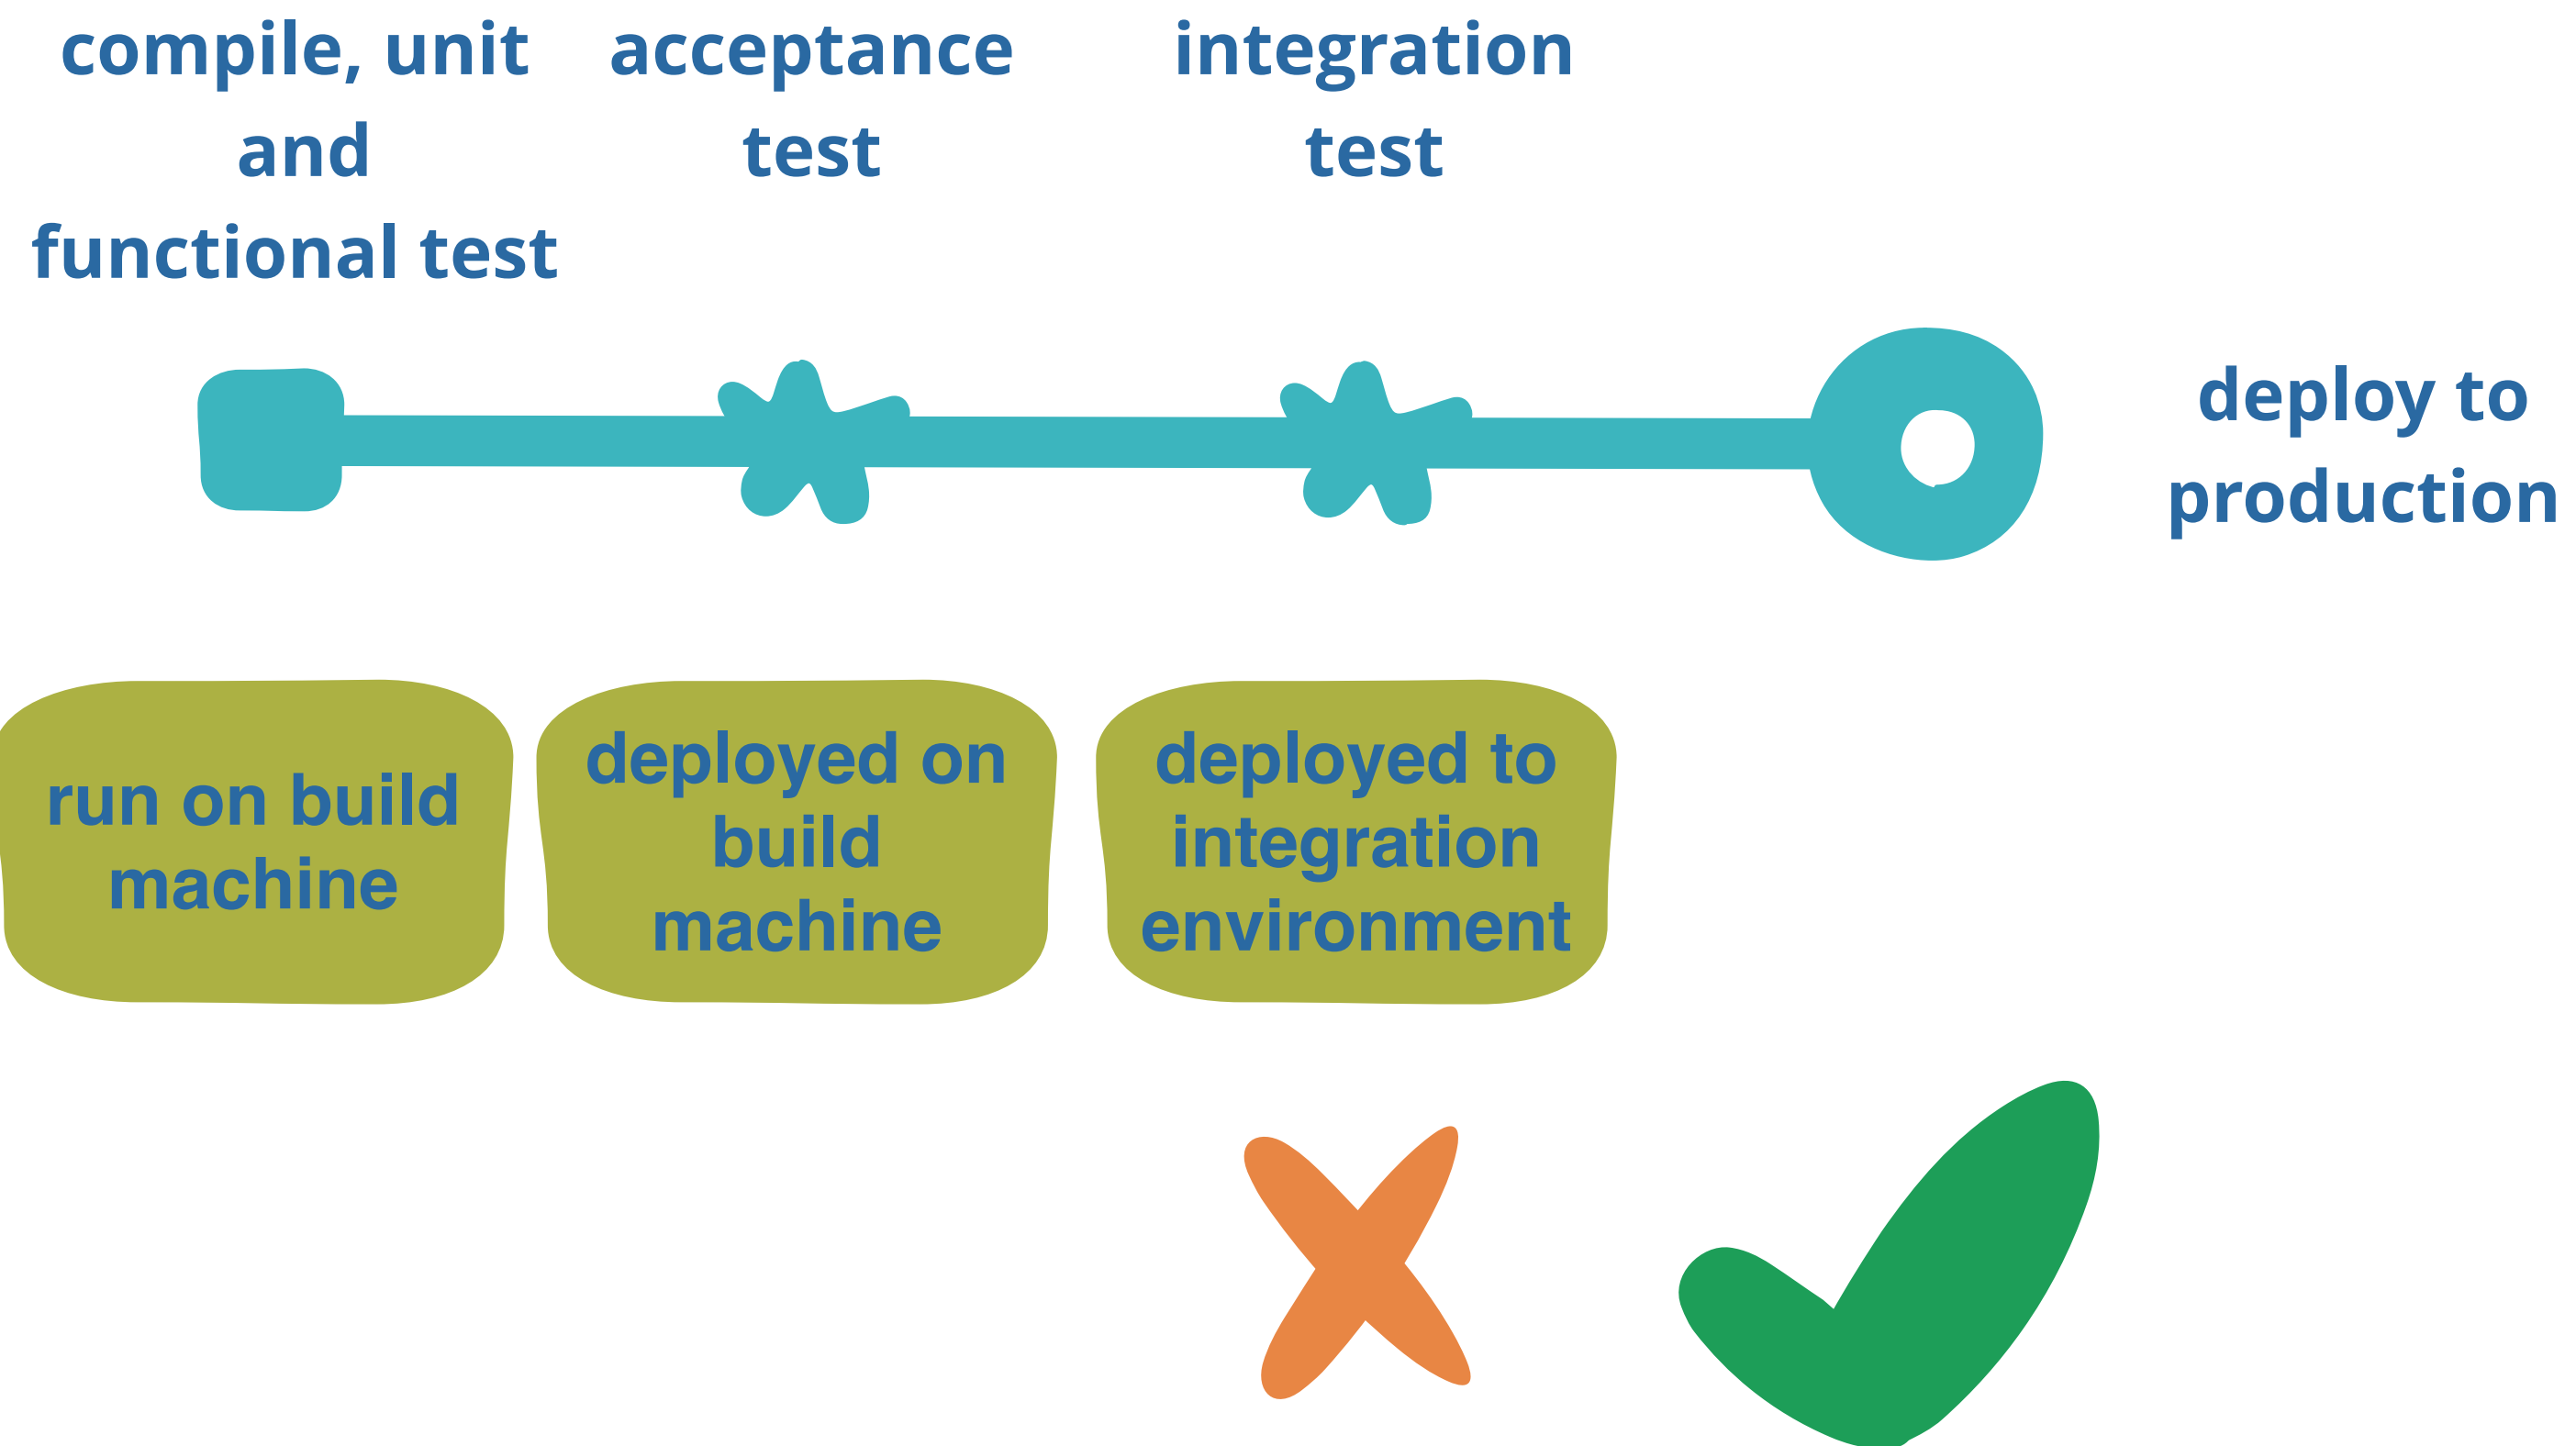 compile, unit
and
functional test
acceptance
test
integration
test
deploy to
production
run on build
machine
deployed on
build
machine
deployed to
integration
environment